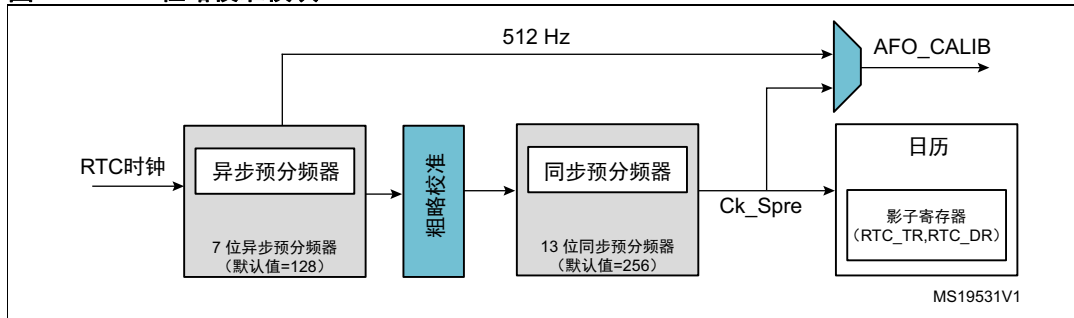 512 Hz
AFO_CALIB
RTC时钟
异步预分频器
7 位异步预分频器
（默认值=128）
粗略校准
同步预分频器
13 位同步预分频器
（默认值=256）
Ck_Spre
日历
影子寄存器
（RTC_TR,RTC_DR）
MS19531V1